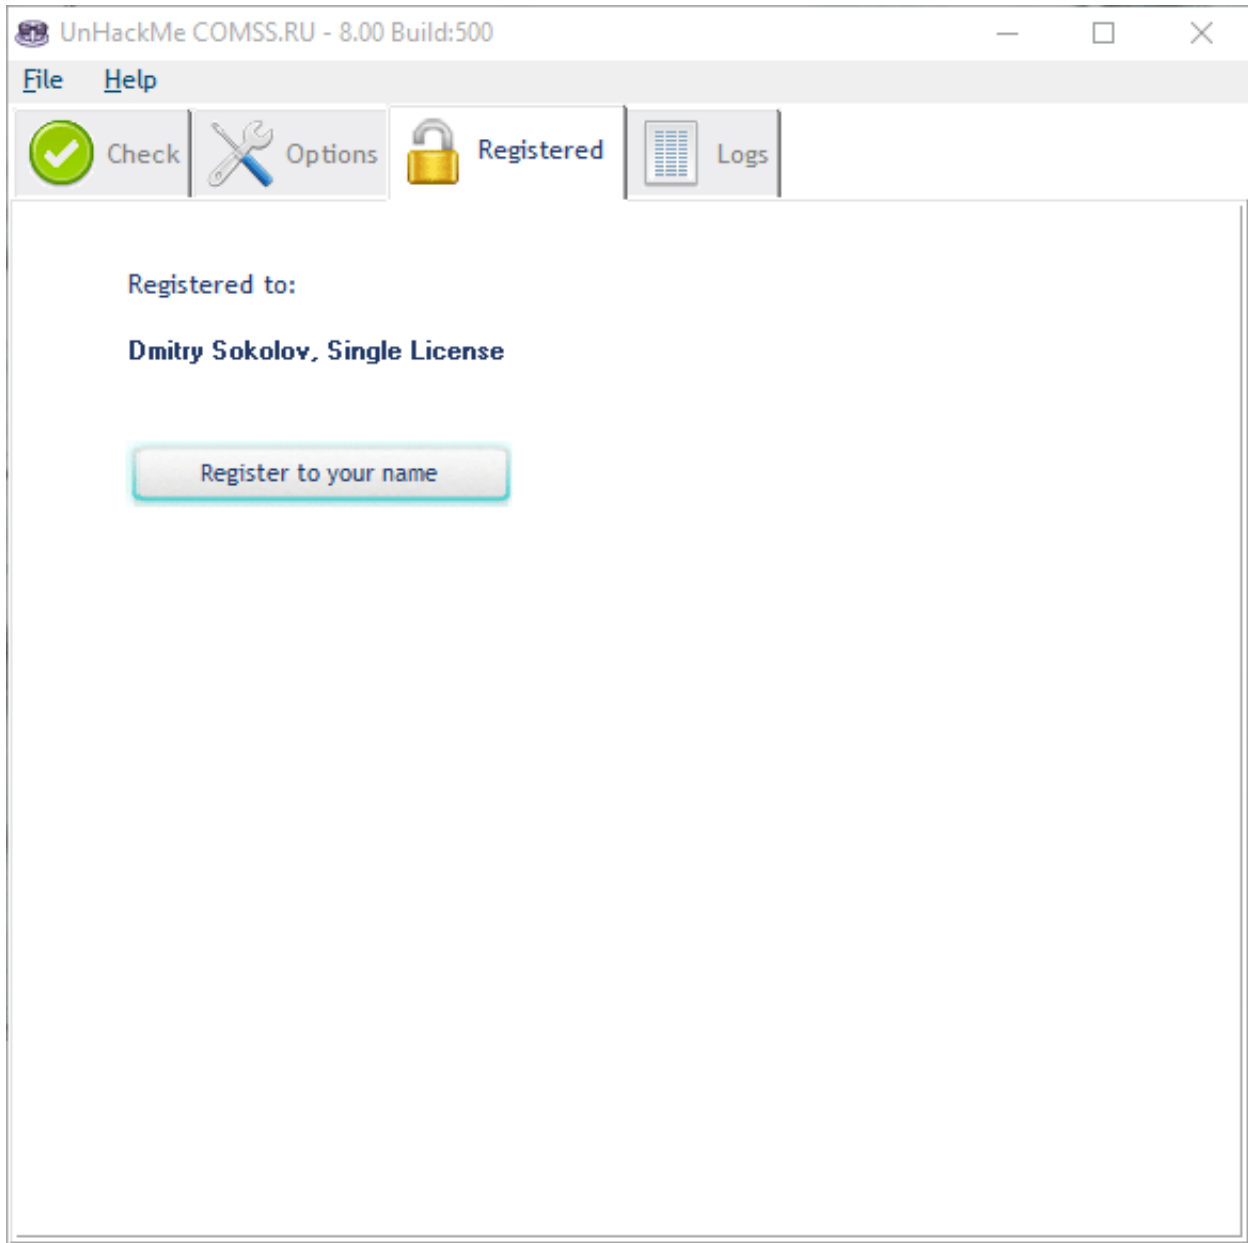 UnHackMe COMSS.RU - 8.00 Build:500
File Help
Check Options Registered Logs
Registered to:
Dmitry Sokolov, Single License
Register to your name